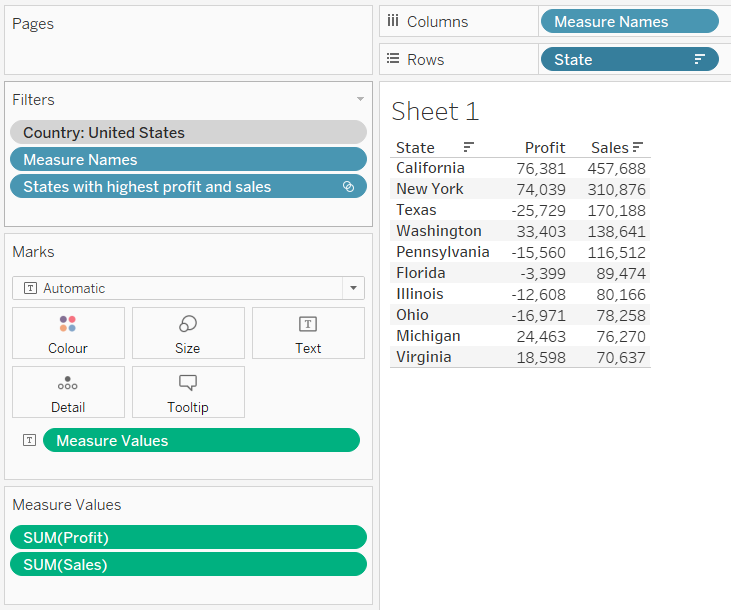 Pages
Filters
Country: United States
Measure Names
States with highest profit and sales
Marks
T Automatic
Colour Size T Text
Detail Tooltip
T Measure Values
Measure Values
SUM(Profit)
SUM(Sales)
Columns Measure Names
Rows State
Sheet 1
State Profit Sales
California 76,381 457,688
New York 74,039 310,876
Texas -25,729 170,188
Washington 33,403 138,641
Pennsylvania -15,560 116,512
Florida -3,399 89,474
Illinois -12,608 80,166
Ohio -16,971 78,258
Michigan 24,463 76,270
Virginia 18,598 70,637